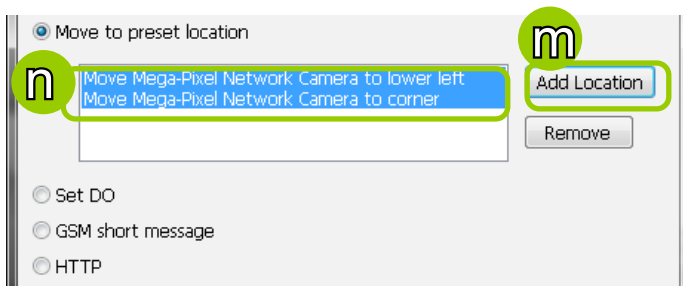 Move to preset location
m
n
Move Mega-Pixel Network Camera to lower left
Add Location
Move Mega-Pixel Network Camera to corner
Remove
Set DO
GSM short message
HTTP